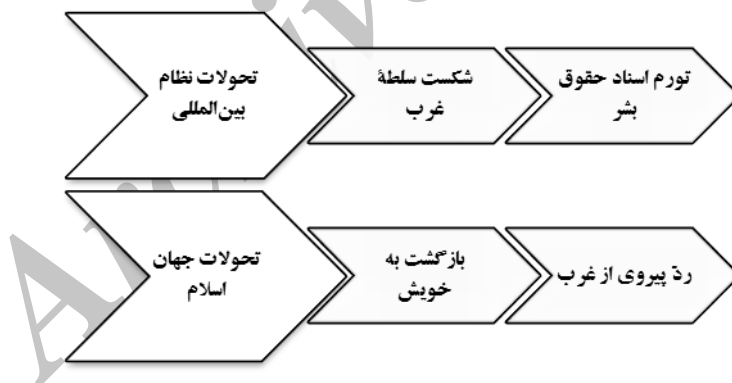 تحولات نظام
بین‌المللی
شکست سلطهٔ
غرب
تورم اسناد حقوق
بشر
تحولات جهان
اسلام
بازگشت به
خویش
ردّ پیروی از غرب